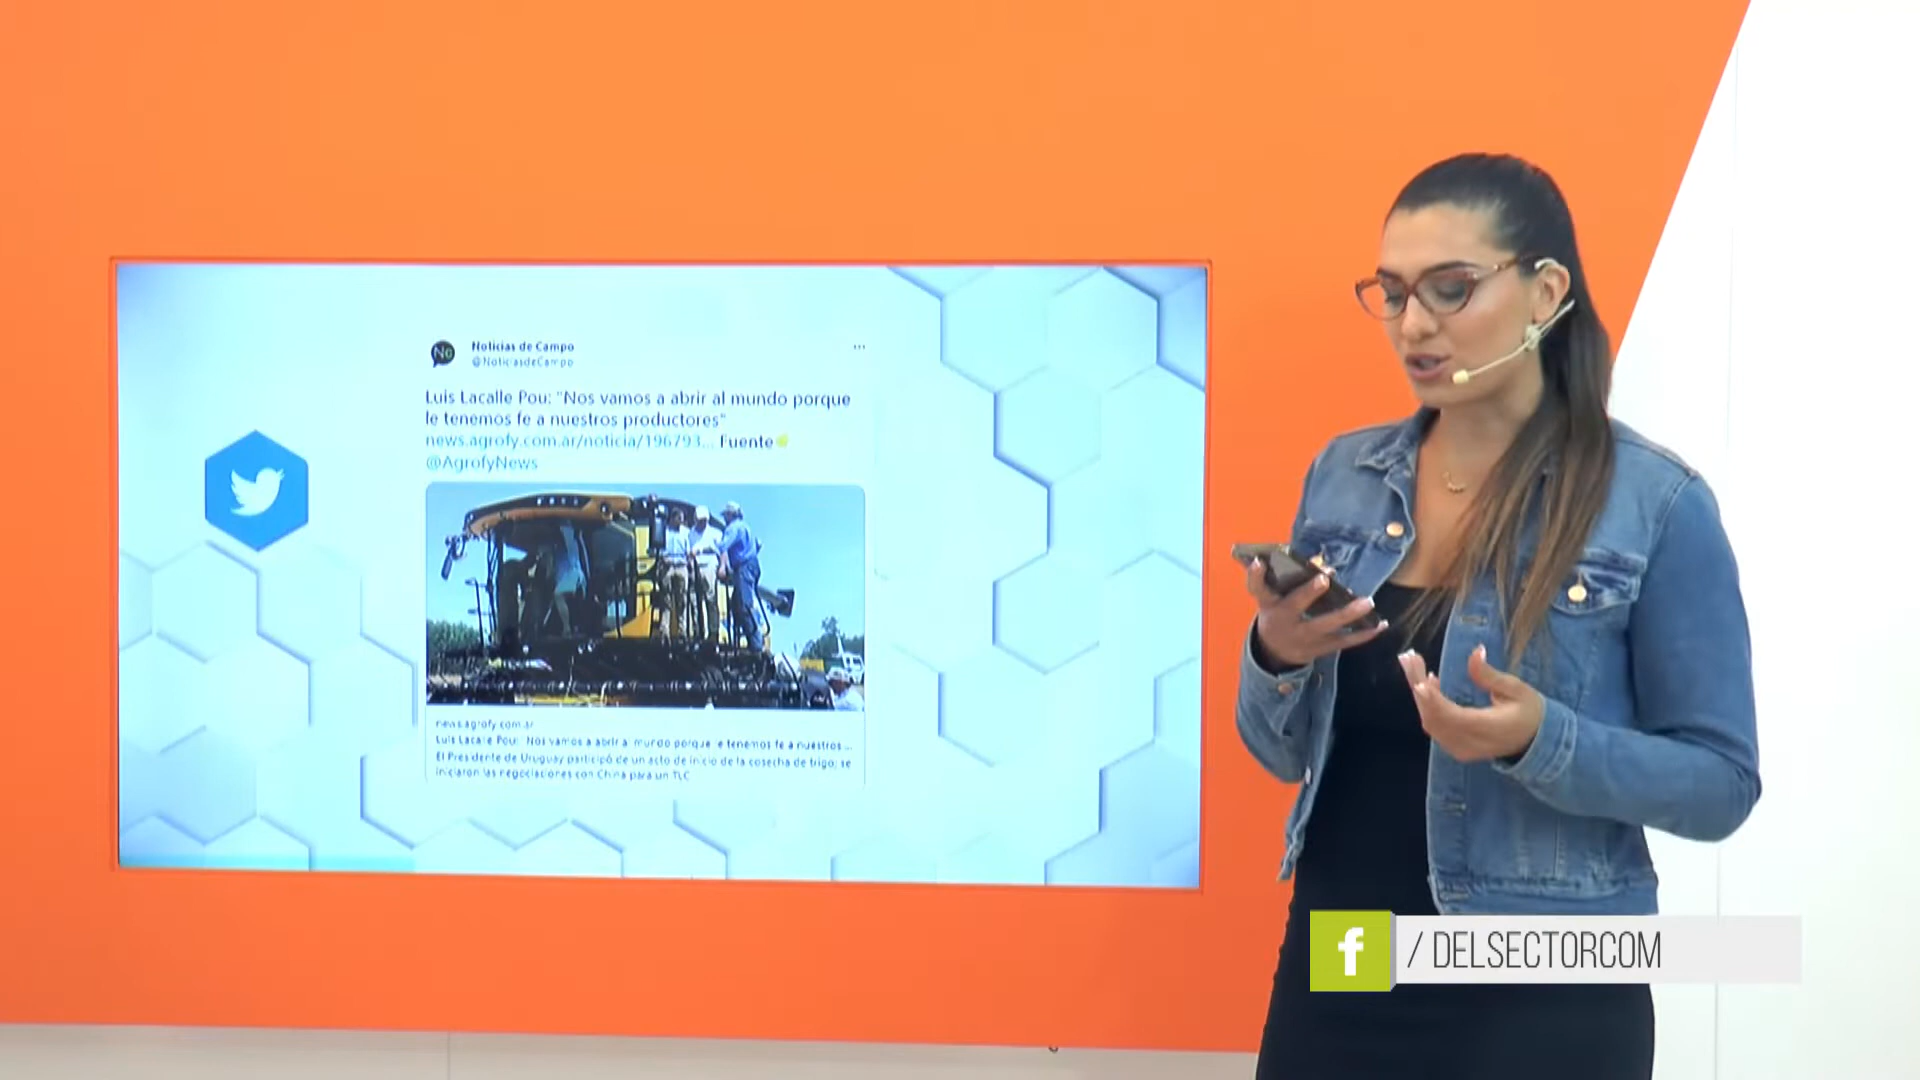 No
Noticias de Campo
@NoticiasdeCampo
Luis Lacalle Pou: "Nos vamos a abrir al mundo porque
le tenemos fe a nuestros productores"
news.agrofy.com.ar/noticia/196793... Fuente
@AgrofyNews
news.agrofy.com.ar
Luis Lacalle Pou: "Nos vamos a abrir al mundo porque le tenemos fe a nuestros ...
El Presidente de Uruguay participó de un acto de inicio de la cosecha de trigo; se
iniciaron las negociaciones con China para un TLC
f / DELSECTORCOM